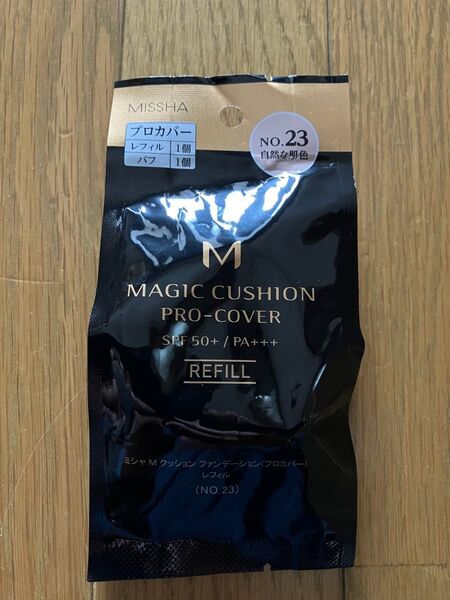 MISSHA
プロカバー
レフィル 1個
パフ 1個
NO.23
自然な肌色
M
MAGIC CUSHION
PRO-COVER
SPF 50+ / PA+++
REFILL
ミシャ M クッション ファンデーション(プロカバー)
レフィル
(NO.23)